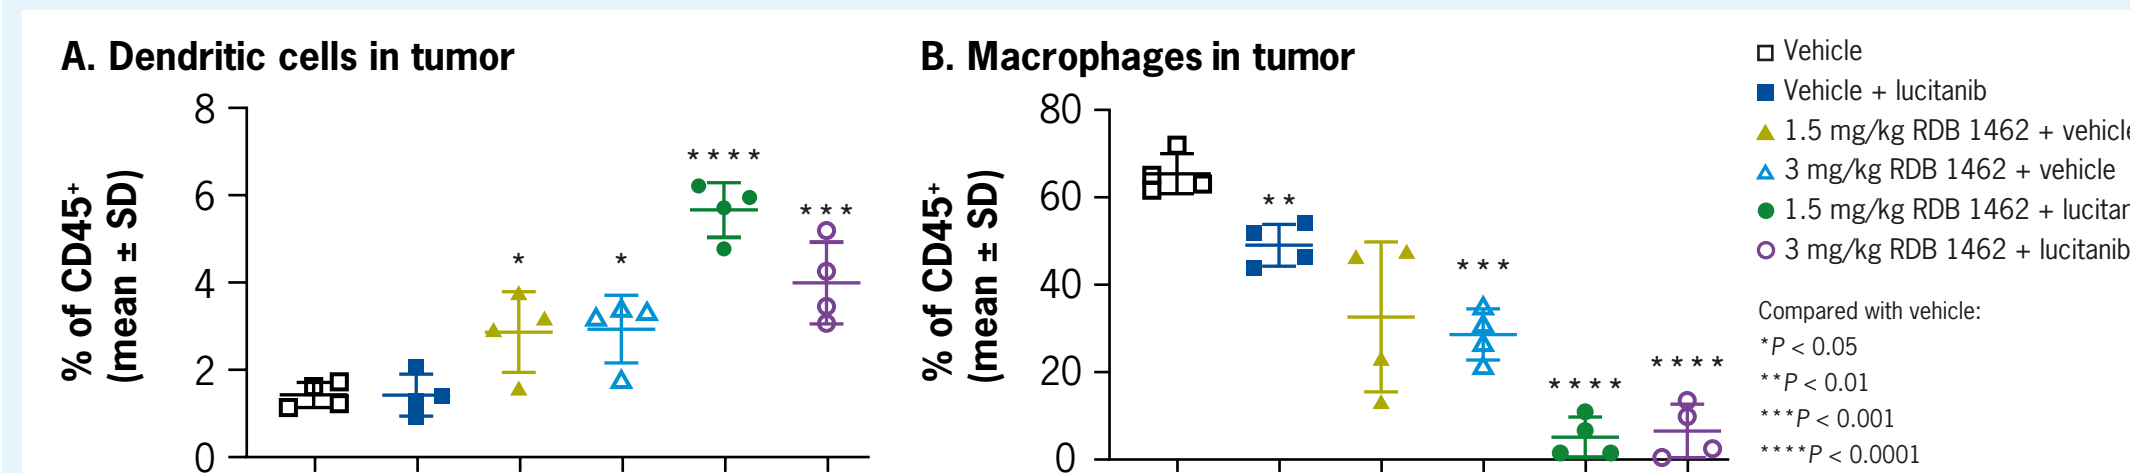 A. Dendritic cells in tumor
% of CD45+
(mean ± SD)
8
6
4
2
0
*
*
****
***
B. Macrophages in tumor
% of CD45+
(mean ± SD)
80
60
40
20
0
**
***
****
****
Vehicle
Vehicle + lucitanib
1.5 mg/kg RDB 1462 + vehicle
3 mg/kg RDB 1462 + vehicle
1.5 mg/kg RDB 1462 + lucitan
3 mg/kg RDB 1462 + lucitanib
Compared with vehicle:
*P < 0.05
**P < 0.01
***P < 0.001
****P < 0.0001